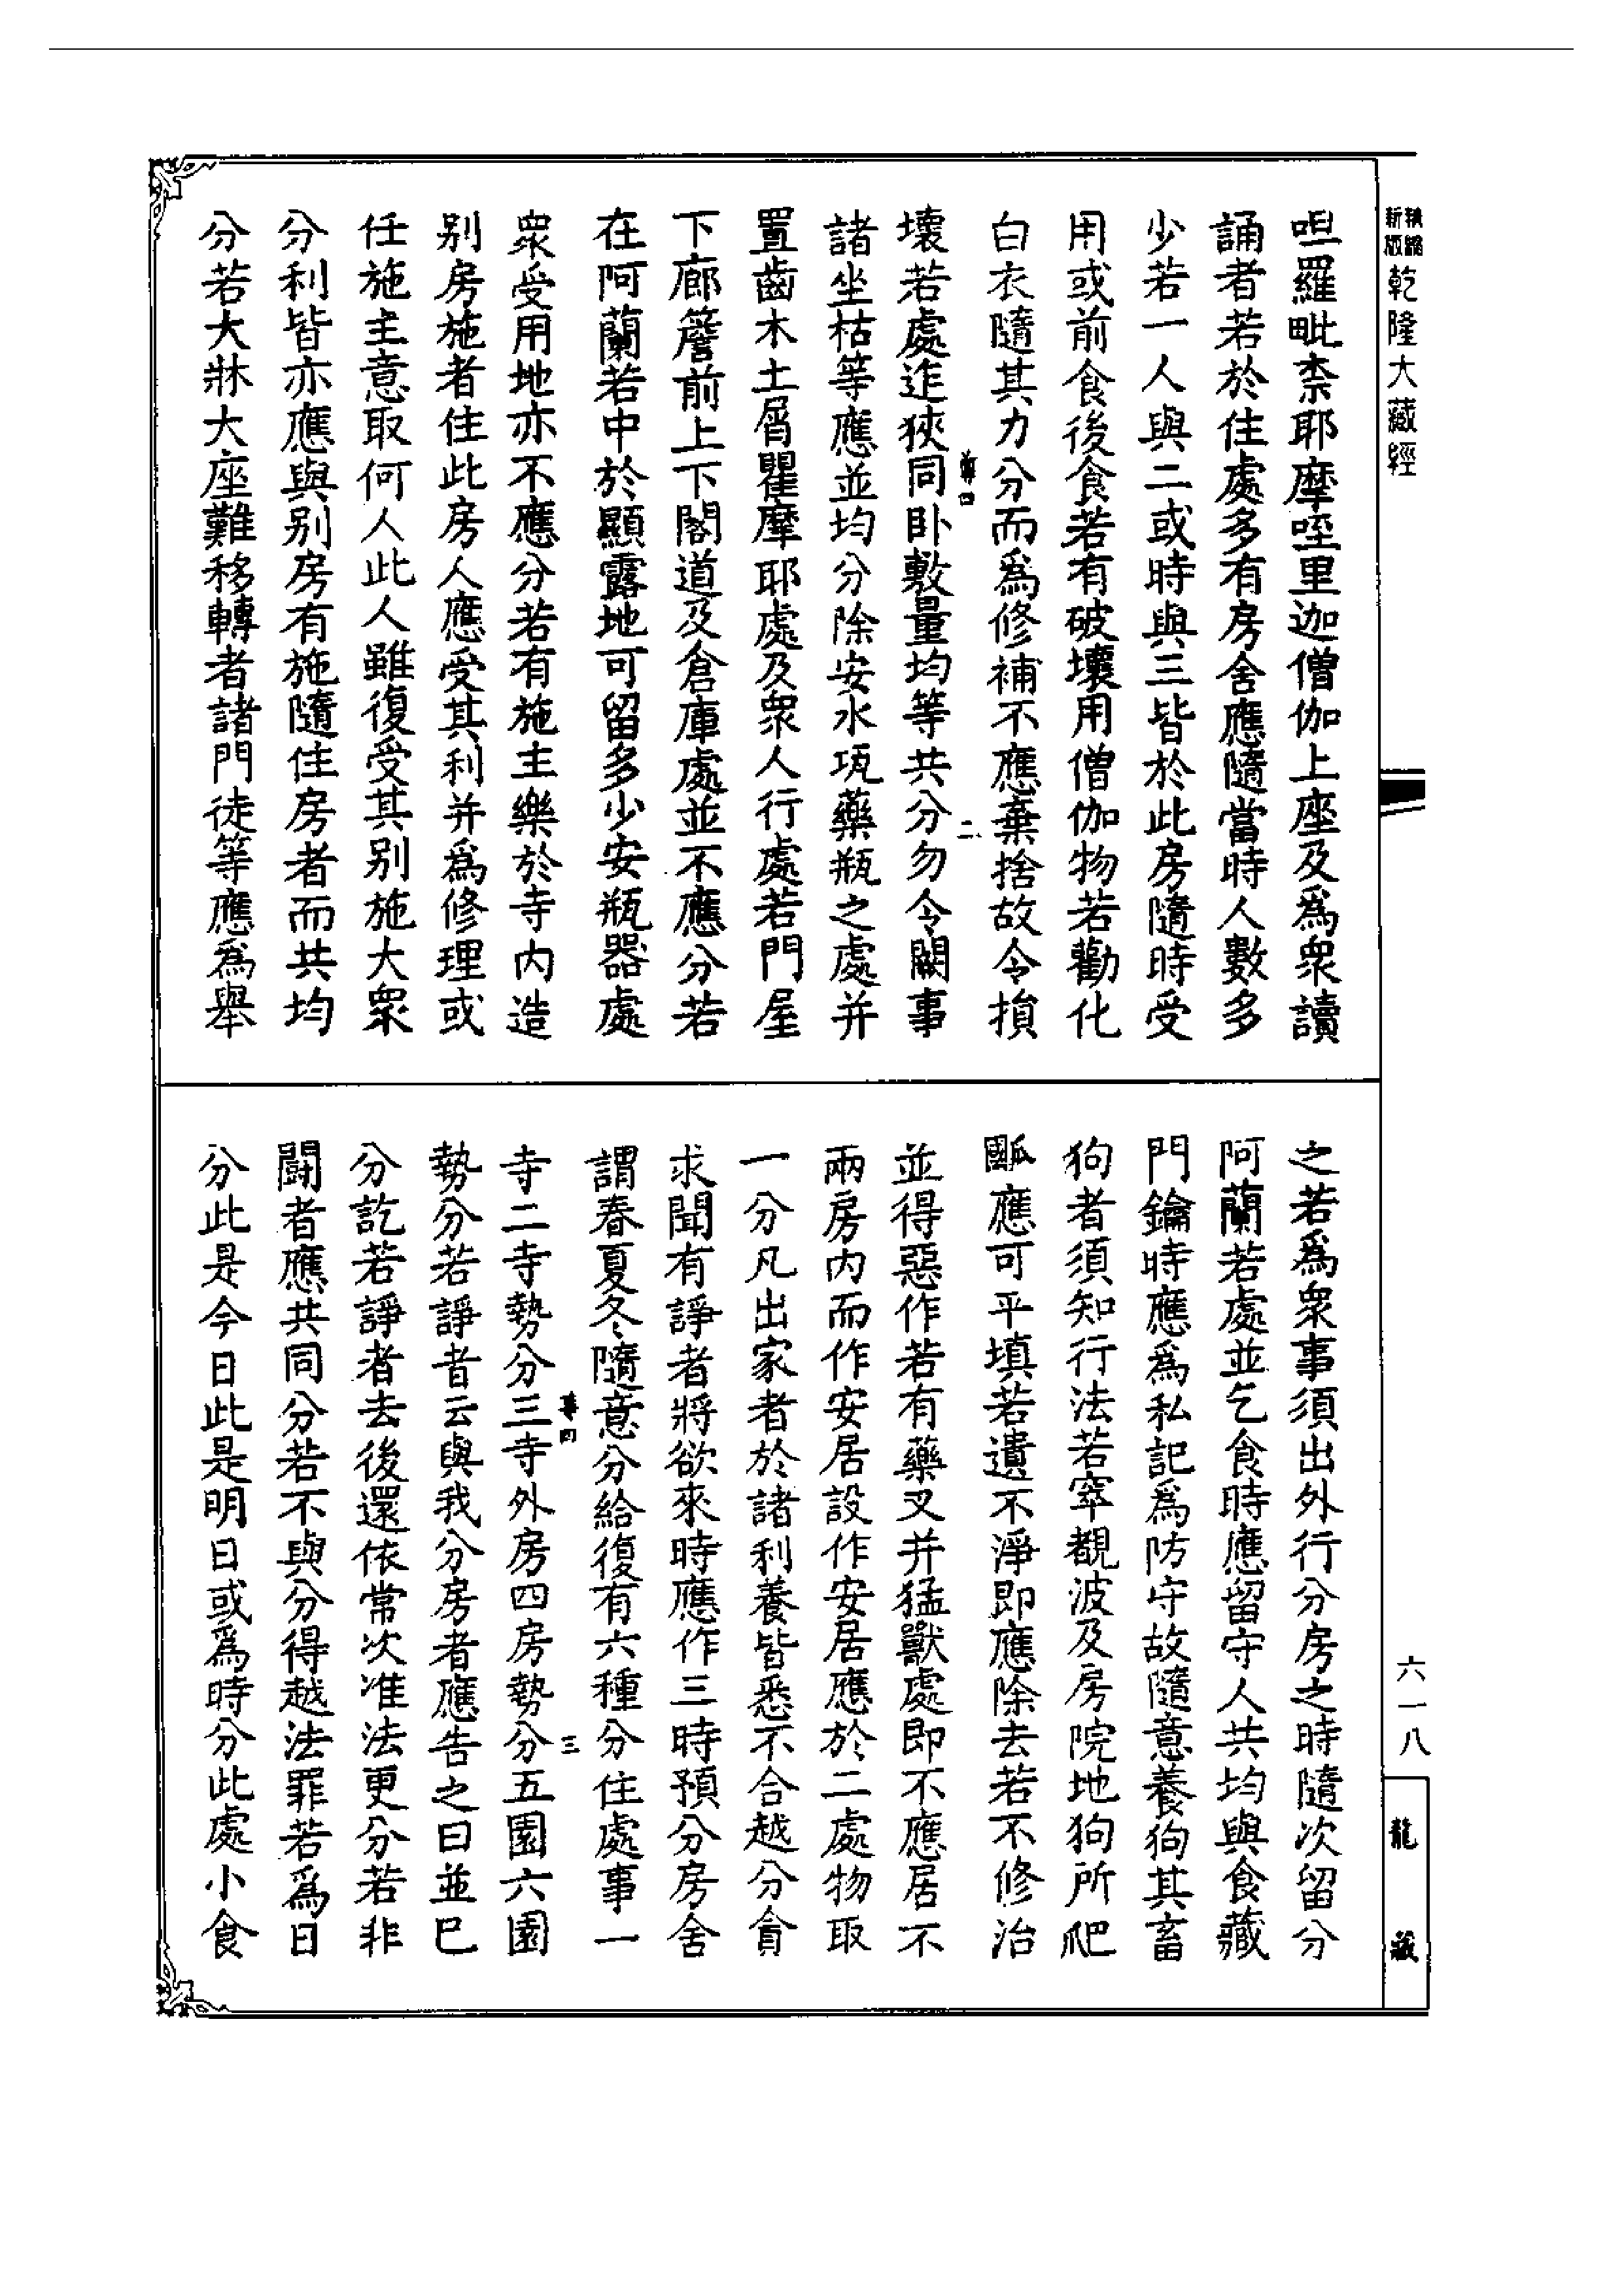 新版
精縮
乾隆大藏經
呾羅毗柰耶摩咥里迦僧伽上座及爲衆讀
誦者若於住處多有房舍應隨當時人數多
少若一人與二或時與三皆於此房隨時受
用或前食後食若有破壞用僧伽物若勸化
白衣隨其力分而爲修補不應棄捨故令損
壞若處迮狹同卧敷量均等共分勿令闕事
諸坐枯等應並均分除安水瓨藥瓶之處并
置齒木土屑瞿摩耶處及衆人行處若門屋
下廊簷前上下閣道及倉庫處並不應分若
在阿蘭若中於顯露地可留多少安瓶器處
衆受用地亦不應分若有施主樂於寺內造
别房施者住此房人應受其利并爲修理或
任施主意取何人此人雖復受其别施大衆
分利皆亦應與别房有施隨住房者而共均
分若大牀大座難移轉者諸門徒等應爲舉
之若爲衆事須出外行分房之時隨次留分
阿蘭若處並乞食時應留守人共均與食藏
門鑰時應爲私記爲防守故隨意養狗其畜
狗者須知行法若窣覩波及房院地狗所爬
𤔩應可平填若遺不淨即應除去若不修治
並得惡作若有藥叉并猛獸處即不應居不
兩房内而作安居設作安居應於二處物取
一分凡出家者於諸利養皆悉不合越分貪
求聞有諍者將欲來時應作三時預分房舍
謂春夏冬隨意分給復有六種分住處事一
寺二寺勢分三寺外房四房勢分五園六園
勢分若諍者云與我分房者應告之曰並已
分訖若諍者去後還依常次准法更分若非
鬪者應共同分若不與分得越法罪若爲日
分此是今日此是明日或爲時分此處小食
二
三
六一八
龍藏